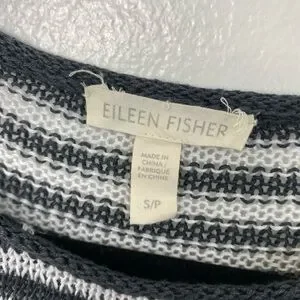 EILEEN FISHER
MADE IN
CHINA /
FABRIQUÉ
EN CHINE
S/P